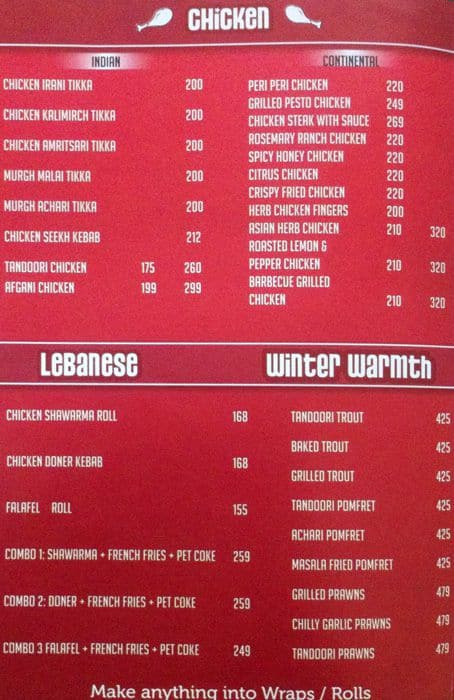 CHICKEN
INDIAN
CHICKEN IRANI TIKKA 200
CHICKEN KALIMIRCH TIKKA 200
CHICKEN AMRITSARI TIKKA 200
MURGH MALAI TIKKA 200
MURGH ACHARI TIKKA 200
CHICKEN SEEKH KEBAB 212
TANDOORI CHICKEN 175 260
AFGANI CHICKEN 199 299
CONTINENTAL
PERI PERI CHICKEN 220
GRILLED PESTO CHICKEN 249
CHICKEN STEAK WITH SAUCE 269
ROSEMARY RANCH CHICKEN 220
SPICY HONEY CHICKEN 220
CITRUS CHICKEN 220
CRISPY FRIED CHICKEN 220
HERB CHICKEN FINGERS 200
ASIAN HERB CHICKEN 210 320
ROASTED LEMON &
PEPPER CHICKEN 210 320
BARBECUE GRILLED
CHICKEN 210 320
LEBANESE
CHICKEN SHAWARMA ROLL 168
CHICKEN DONER KEBAB 168
FALAFEL ROLL 155
COMBO 1: SHAWARMA + FRENCH FRIES + PET COKE 259
COMBO 2: DONER + FRENCH FRIES + PET COKE 259
COMBO 3 FALAFEL + FRENCH FRIES + PET COKE 249
WINTER WARMTH
TANDOORI TROUT 425
BAKED TROUT 425
GRILLED TROUT 425
TANDOORI POMFRET 425
ACHARI POMFRET 425
MASALA FRIED POMFRET 425
GRILLED PRAWNS 479
CHILLY GARLIC PRAWNS 479
TANDOORI PRAWNS 479
Make anything into Wraps / Rolls